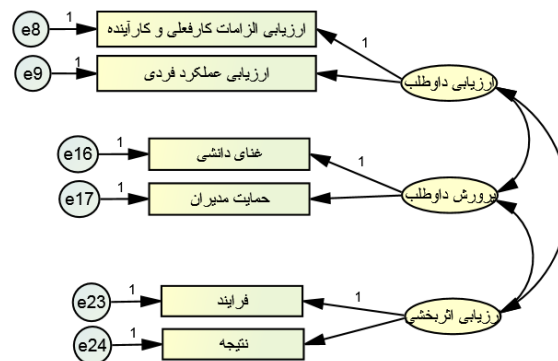 e8 1 ارزیابی الزامات کارفعلی و کارآینده 1
e9 1 ارزیابی عملکرد فردی
ارزیابی داوطلب
e16 1 غنای دانشی 1
e17 1 حمایت مدیران
پرورش داوطلب
e23 1 فرایند 1
e24 1 نتیجه
ارزیابی اثربخشی